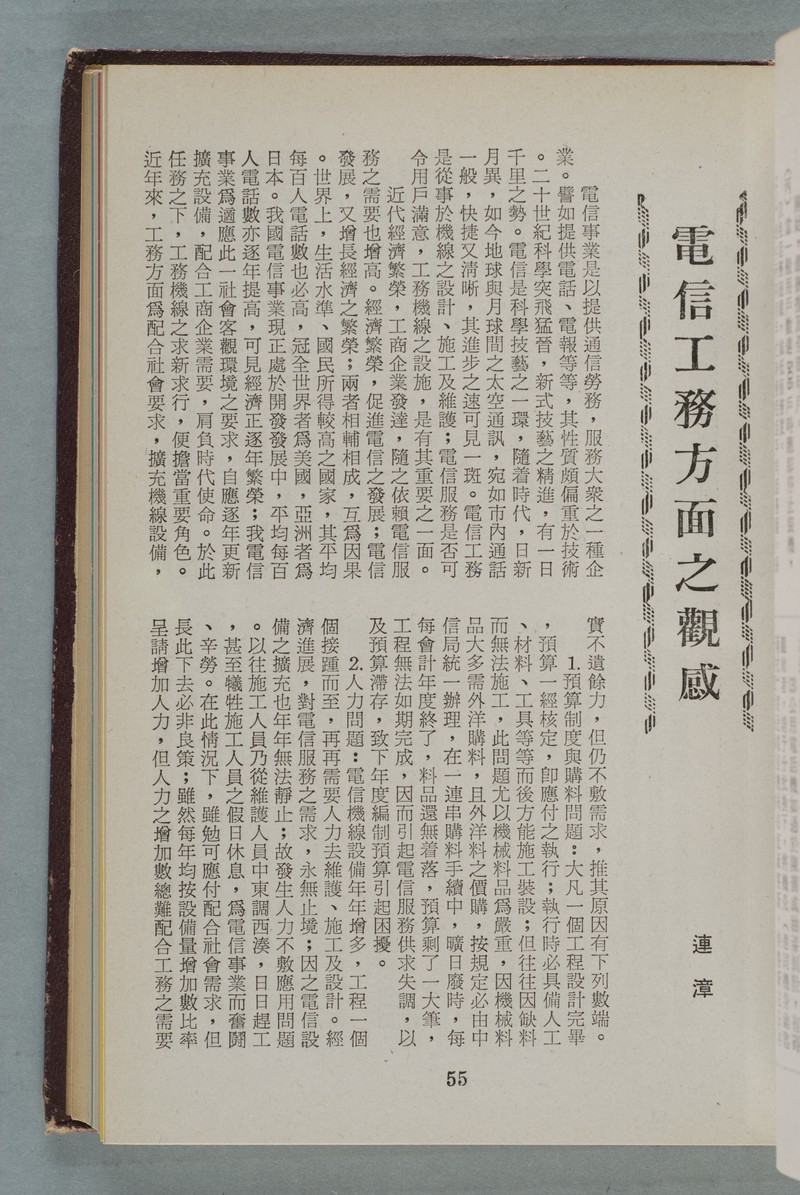 電信工務方面之觀感
連漳
電信事業是以提供通信勞務，服務大衆之一種企
業。譬如提供電話、電報等等，其性質頗偏重於技術
。二十世紀科學突飛猛晉，新式技藝之精進，有一日
千里之勢。電信是科學技藝之一環，隨着時代，日新
月異，如今地球與月球間之太空通訊，宛如市內通話
一般，快捷又淸晰，其進步之速可見一斑。電信工務
是從事於機線之設計、施工及維護；電信服務是否可
令用戶滿意，工務機線之設施，是有其重要之一面。
近代經濟繁榮，工商企業發達，隨之依賴電信服
務之需要也增高。經濟繁榮，促進電信之發展；電信
發展，又增長經濟之繁榮；兩者相輔相成，互爲因果
。世界上，生活水準、國民所得較高之國家，其平均
每百人電話數也必高，冠全世界者爲美國，亞洲者爲
日本。我國電信事業現正處於開發發展中，平均每百
人電話數亦逐年提高，可見經濟正逐年繁榮；我電信
事業爲適應此一社會客觀環境之要求，自應逐年更新
擴充設備，配合工商企業需要，肩負時代使命。於此
任務之下，工務機線之求新求行，便擔當重要角色。
近年來，工務方面爲配合社會要求，擴充機線設備，
實不遺餘力，但仍不敷需求，推其原因有下列數端。
1.預算制度與購料問題：大凡一個工程設計完畢
，預算一經核定，卽應付之執行；執行時必具備人工
、材料、工具等等而後方能施工裝設；但往往因缺料
而無法施工，此問題尤以機械料品爲嚴重，因機械料
品大多需外洋購料，且外洋料之價購，按規定必由中
信局統一辦理，在一連串購料手續中，曠日廢時，每
每會計年度終了，料品還無着落，預算剩了一大筆，
工程無法如期完成，因而引起電信服務供求失調，以
及預算滯存，致下年度編制預算引起困擾。
2.人力問題：電信機線設備年年增多，工程一個
個接踵而至，再再需要人力去維護、施工及設計。經
濟進展，對電信服務之需求，永無止境；因之電信設
備之擴充也年年無法靜止；故發生人力不敷應用問題
。以往施工人員乃從維護人員中東調西湊，日日趕工
，甚至犧牲施工人員之假日休息，爲電信事業而奮鬪
、辛勞。在此情況下，雖勉可應付配合社會需求，但
長此下去必非良策；雖然每年均按設備量增加數比率
呈請增加人力，但人力之增加數總難配合工務之需要
55